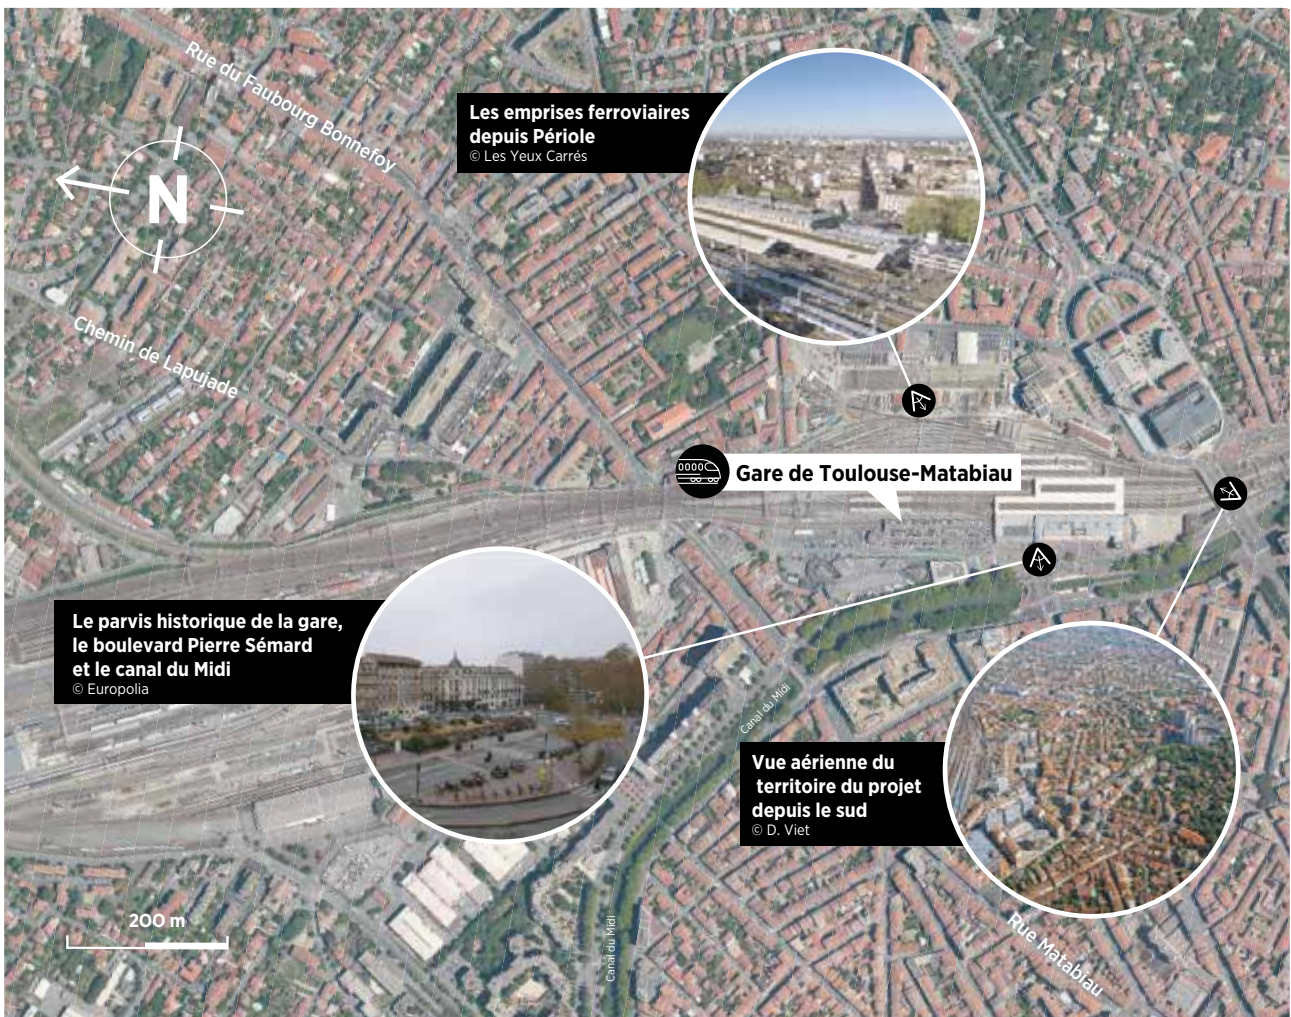 Rue du Faubourg Bonnefoy
Les emprises ferroviaires
depuis Périole
© Les Yeux Carrés
N
Chemin de Lapujade
Gare de Toulouse-Matabiau
Le parvis historique de la gare,
le boulevard Pierre Sémard
et le canal du Midi
© Europolia
Canal du Midi
Vue aérienne du
territoire du projet
depuis le sud
© D. Viet
200 m
Canal du Midi
Rue Matabiau